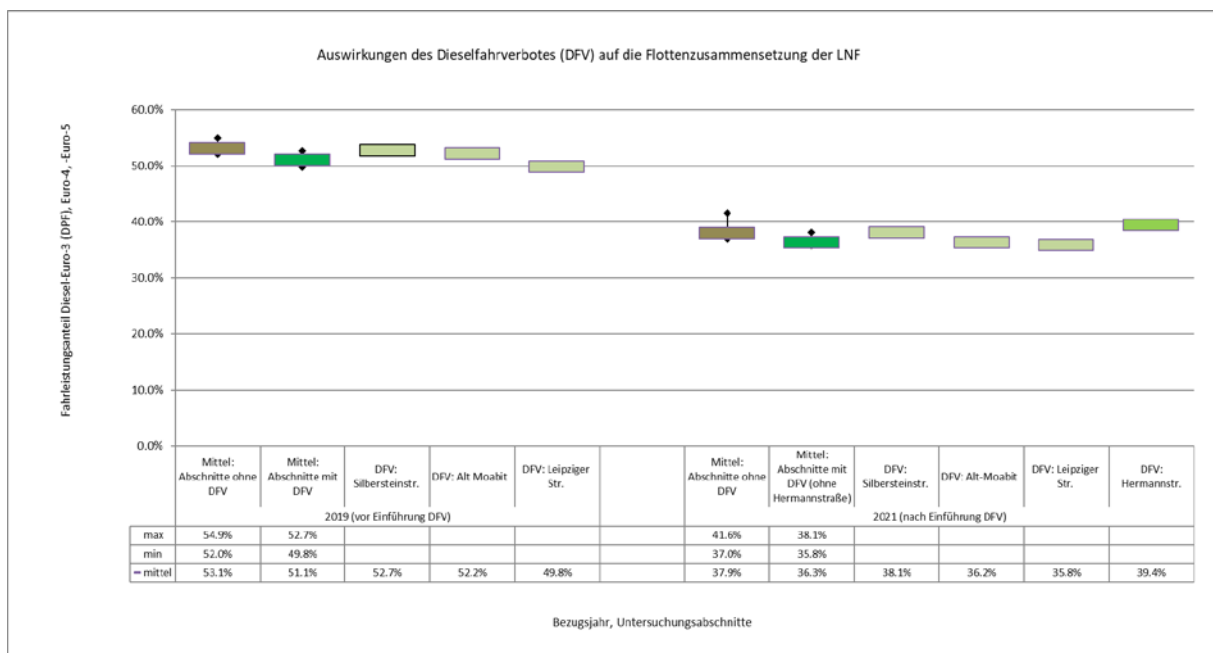 Auswirkungen des Dieselfahrverbotes (DFV) auf die Flottenzusammensetzung der LNF
Fahrleistungsanteil Diesel-Euro-3 (DPF), Euro-4, -Euro-5
60.0%
50.0%
40.0%
30.0%
20.0%
10.0%
0.0%
Mittel:
Abschnitte ohne
DFV
Mittel:
Abschnitte mit
DFV
DFV:
Silbersteinstr.
DFV: Alt Moabit
DFV: Leipziger
Str.
Mittel:
Abschnitte ohne
DFV
Mittel:
Abschnitte mit
DFV (ohne
Hermannstraße)
DFV:
Silbersteinstr.
DFV: Alt-Moabit
DFV: Leipziger
Str.
DFV:
Hermannstr.
2019 (vor Einführung DFV) 2021 (nach Einführung DFV)
max 54.9% 52.7% 41.6% 38.1%
min 52.0% 49.8% 37.0% 35.8%
mittel 53.1% 51.1% 52.7% 52.2% 49.8% 37.9% 36.3% 38.1% 36.2% 35.8% 39.4%
Bezugsjahr, Untersuchungsabschnitte